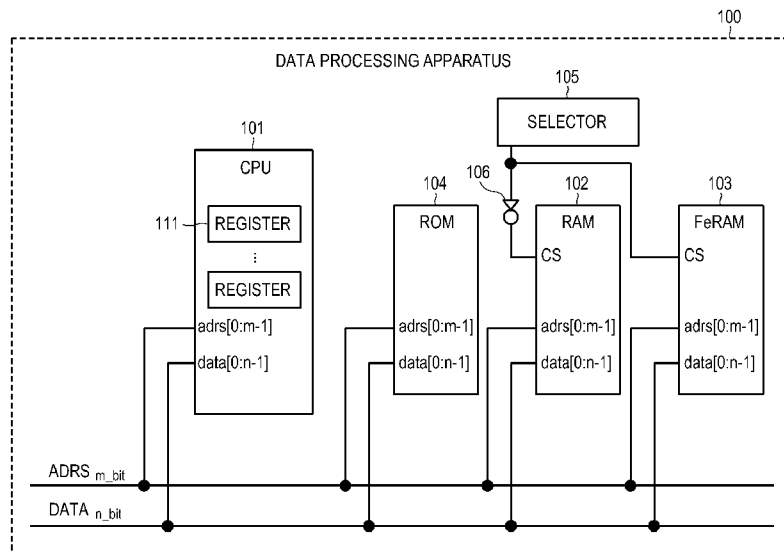 100
DATA PROCESSING APPARATUS
105
SELECTOR
101
CPU
111
REGISTER
...
REGISTER
adrs[0:m-1]
data[0:n-1]
104
ROM
adrs[0:m-1]
data[0:n-1]
106
102
RAM
CS
adrs[0:m-1]
data[0:n-1]
103
FeRAM
CS
adrs[0:m-1]
data[0:n-1]
ADRS m_bit
DATA n_bit